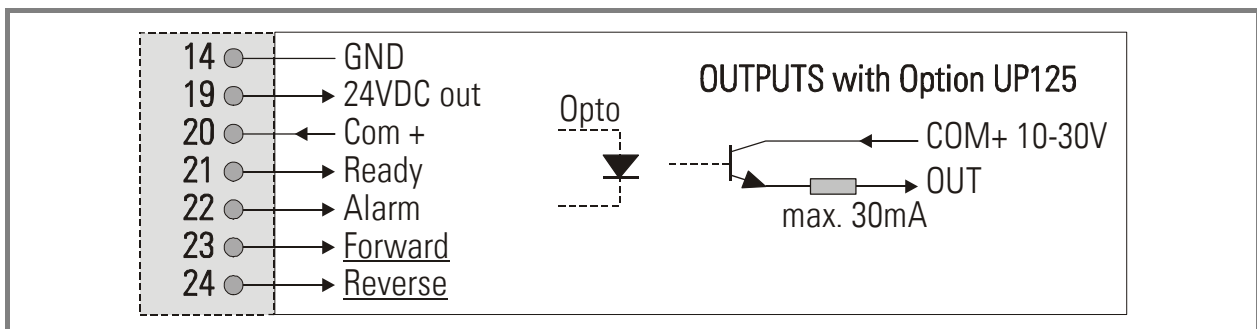 14 GND
19 24VDC out
20 Com +
21 Ready
22 Alarm
23 Forward
24 Reverse
OUTPUTS with Option UP125
Opto
COM+ 10-30V
OUT
max. 30mA